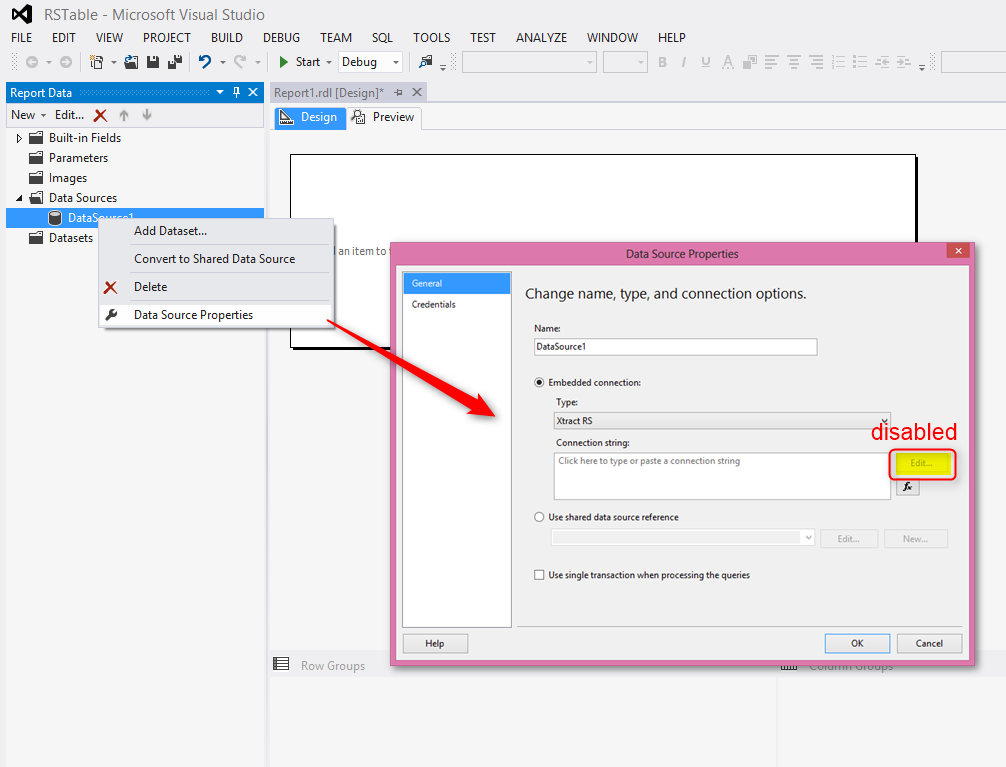 RSTable - Microsoft Visual Studio
FILE EDIT VIEW PROJECT BUILD DEBUG TEAM SQL TOOLS TEST ANALYZE WINDOW HELP
Start Debug
B I U A
Report Data
Report1.rdl [Design]*
New Edit...
Design Preview
Built-in Fields
Parameters
Images
Data Sources
DataSource1
Datasets
Add Dataset...
Convert to Shared Data Source
Delete
Data Source Properties
an item to
Data Source Properties
General
Credentials
Change name, type, and connection options.
Name:
DataSource1
Embedded connection:
Type:
Xtract RS
disabled
Connection string:
Click here to type or paste a connection string
Edit...
fx
Use shared data source reference
Edit... New...
Use single transaction when processing the queries
Help OK Cancel
Row Groups
Column Groups